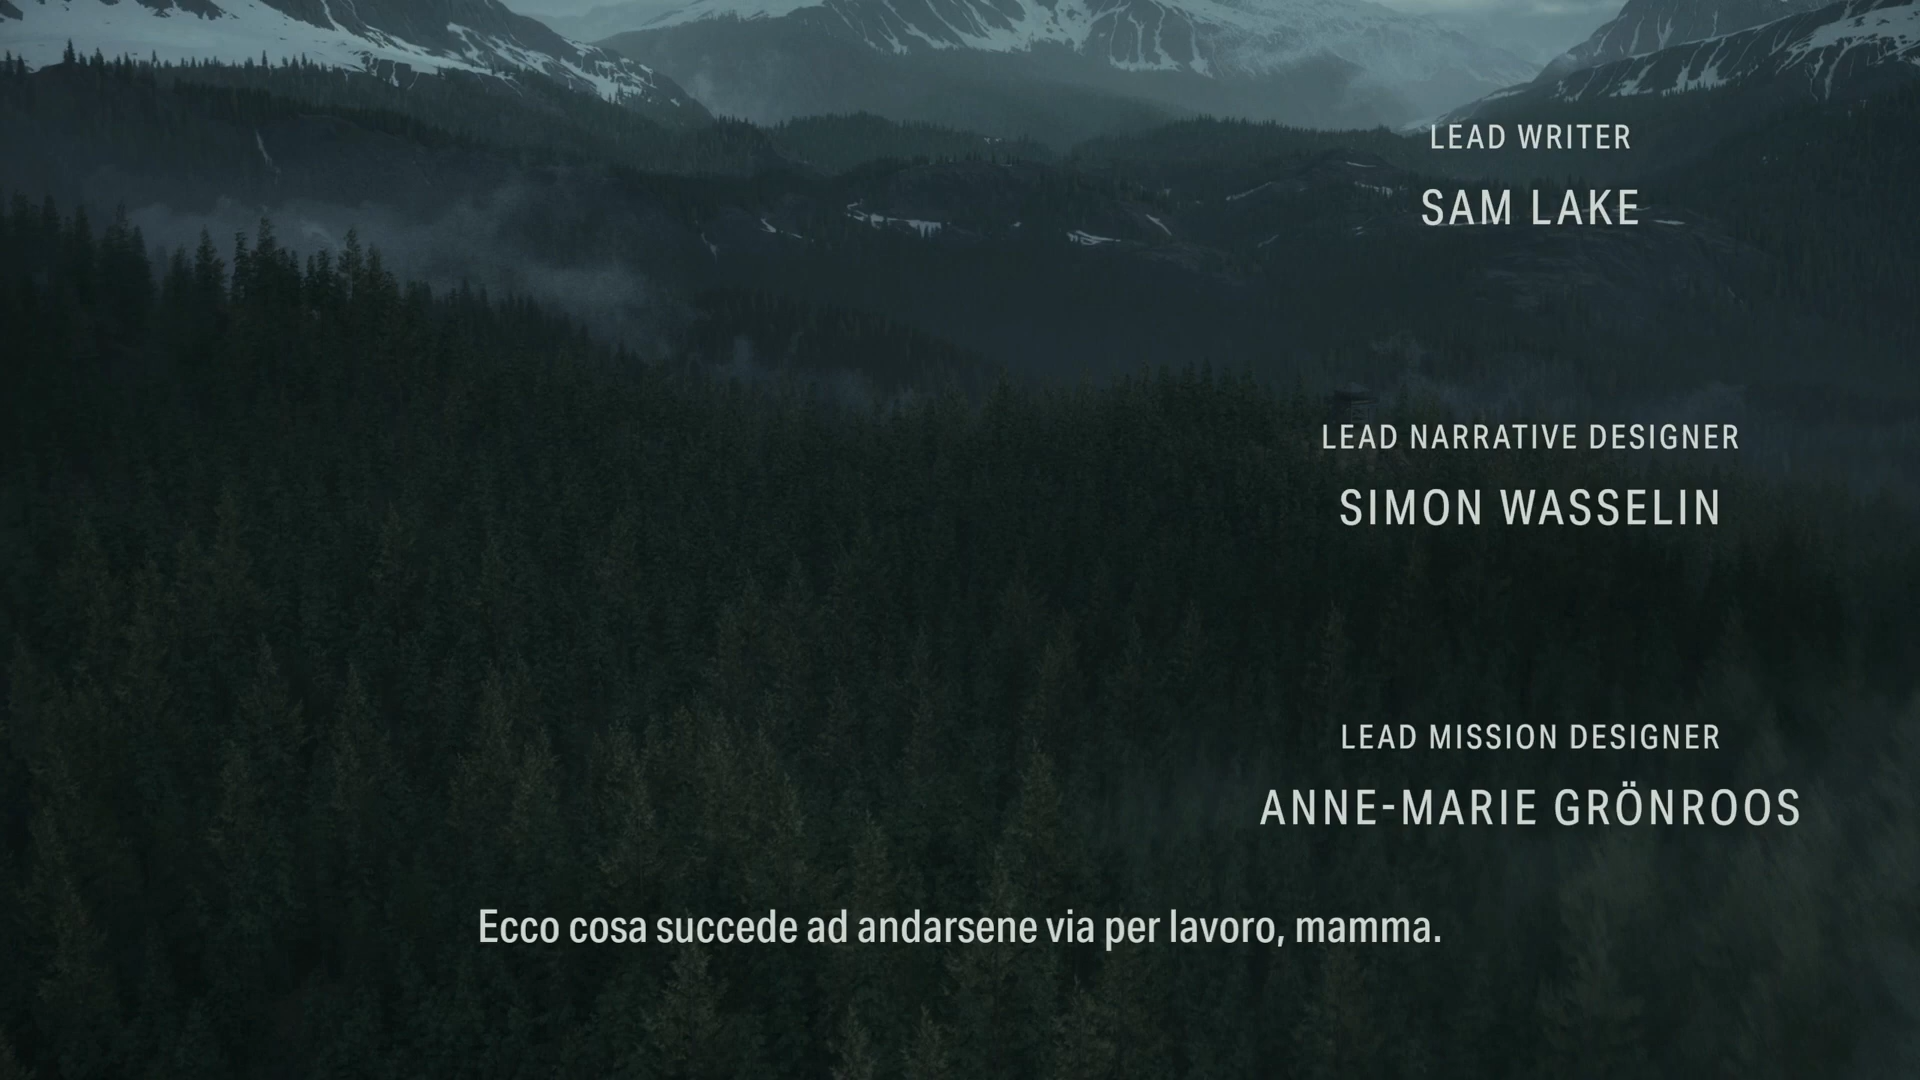 LEAD WRITER
SAM LAKE
LEAD NARRATIVE DESIGNER
SIMON WASSELIN
LEAD MISSION DESIGNER
ANNE-MARIE GRÖNROOS
Ecco cosa succede ad andarsene via per lavoro, mamma.